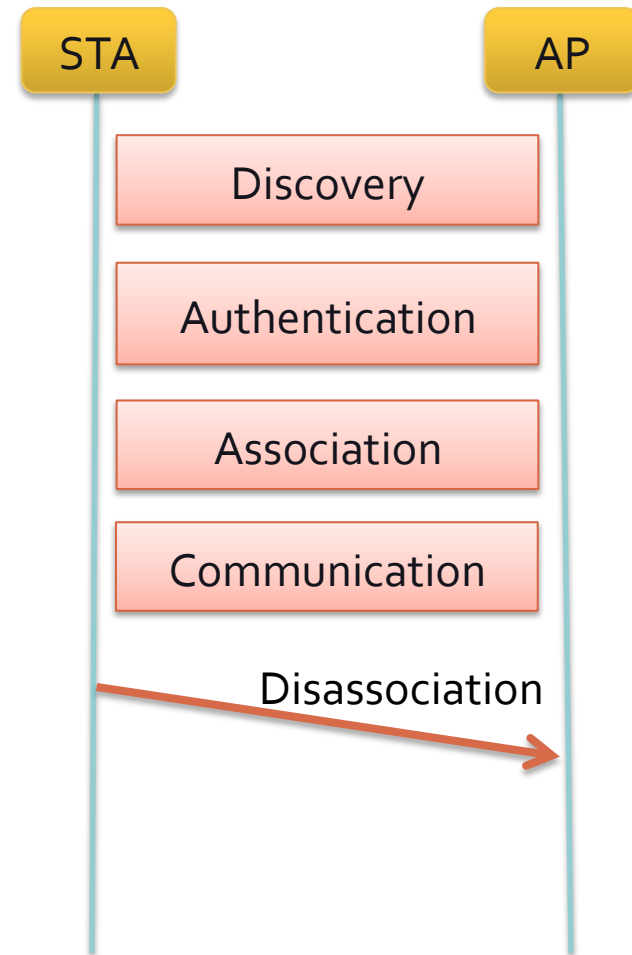 STA
AP
Discovery
Authentication
Association
Communication
Disassociation